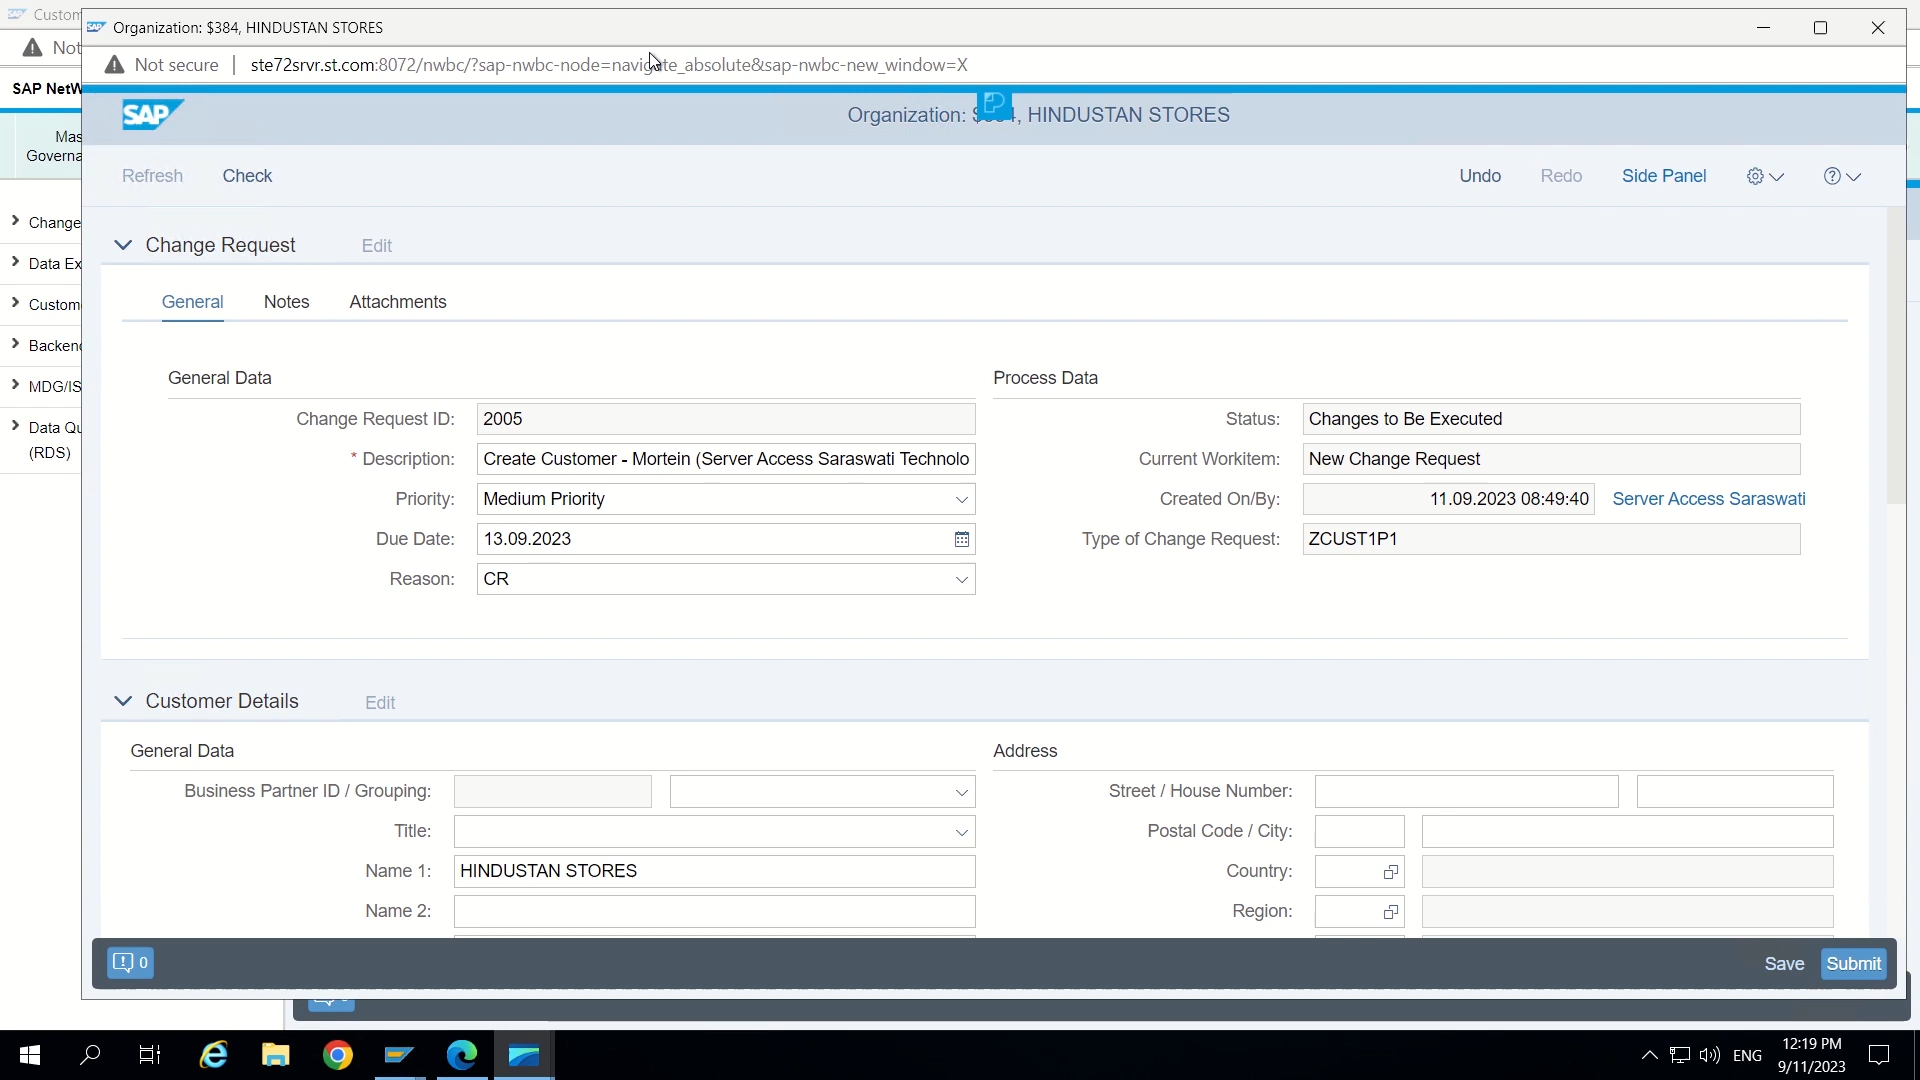 Custom
Organization: $384, HINDUSTAN STORES
Not
Not secure | ste72srvr.st.com:8072/nwbc/?sap-nwbc-node=navigate_absolute&sap-nwbc-new_window=X
SAP NetW
SAP
Organization: HINDUSTAN STORES
Mas
Governa
Refresh Check Undo Redo Side Panel
Change
Data Ex
Custom
Backend
MDG/IS
Data Qu
(RDS)
Change Request Edit
General Notes Attachments
General Data Process Data
Change Request ID: 2005 Status: Changes to Be Executed
* Description: Create Customer - Mortein (Server Access Saraswati Technolo Current Workitem: New Change Request
Priority: Medium Priority Created On/By: 11.09.2023 08:49:40 Server Access Saraswati
Due Date: 13.09.2023 Type of Change Request: ZCUST1P1
Reason: CR
Customer Details Edit
General Data Address
Business Partner ID / Grouping: Street / House Number:
Title: Postal Code / City:
Name 1: HINDUSTAN STORES Country:
Name 2: Region:
0 Save Submit
ENG 12:19 PM
9/11/2023